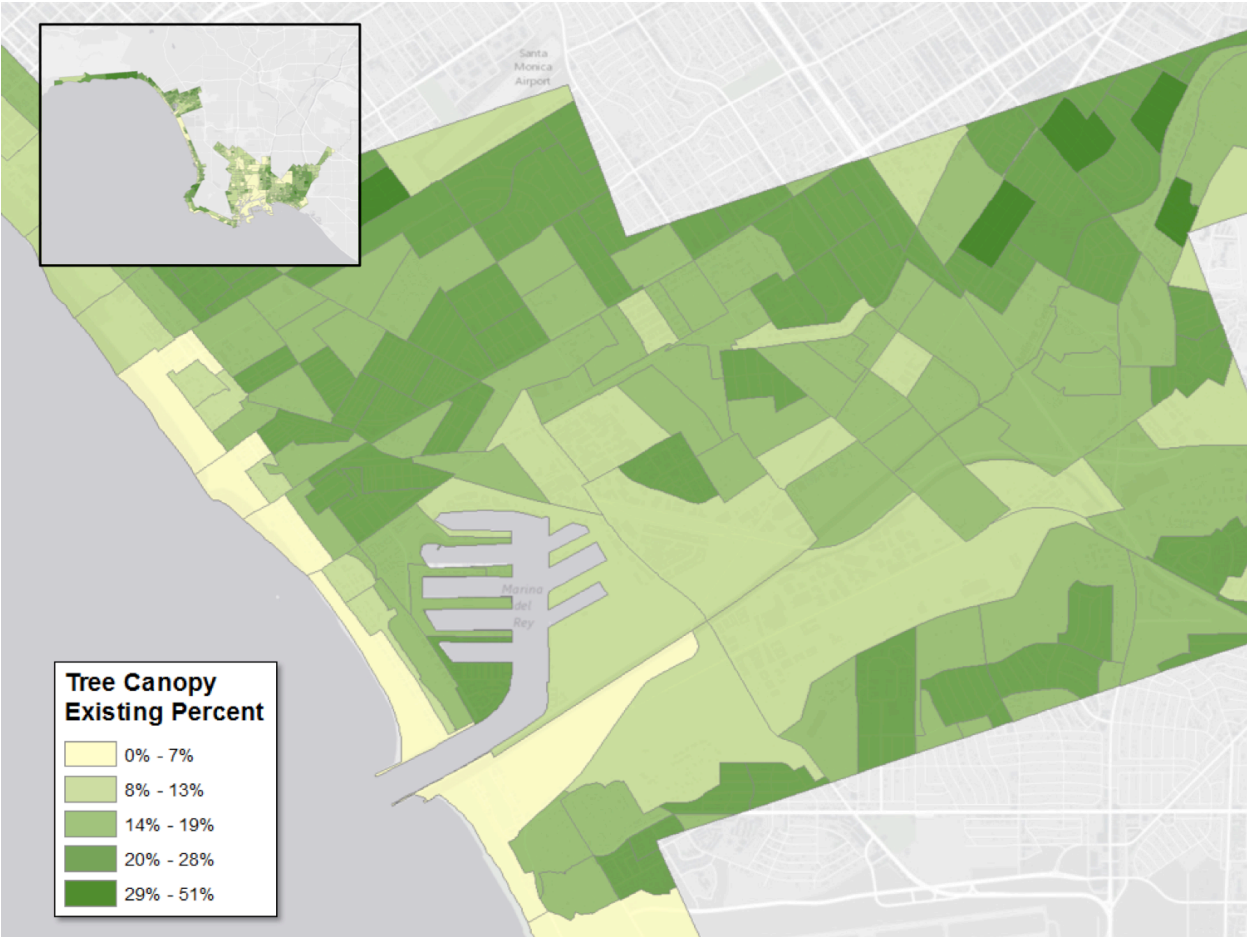 Santa
Monica
Airport
Marina
del
Rey
Tree Canopy
Existing Percent
0% - 7%
8% - 13%
14% - 19%
20% - 28%
29% - 51%